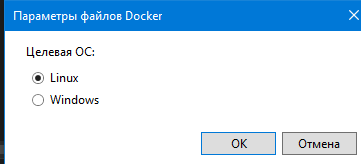 Параметры файлов Docker
Целевая ОС:
Linux
Windows
OK
Отмена